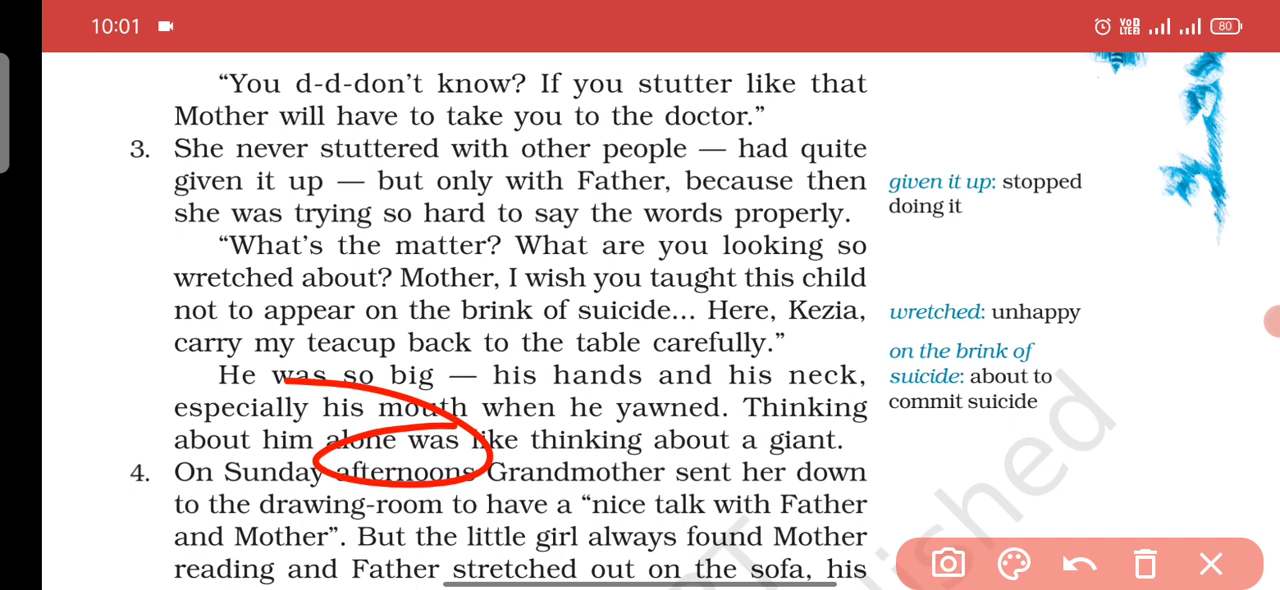 10:01
VoD
LTE 2
80
"You d-d-don't know? If you stutter like that
Mother will have to take you to the doctor."
3. She never stuttered with other people — had quite
given it up — but only with Father, because then
she was trying so hard to say the words properly.
"What's the matter? What are you looking so
wretched about? Mother, I wish you taught this child
not to appear on the brink of suicide... Here, Kezia,
carry my teacup back to the table carefully."
He was so big — his hands and his neck,
especially his mouth when he yawned. Thinking
about him alone was like thinking about a giant.
4. On Sunday afternoons Grandmother sent her down
to the drawing-room to have a "nice talk with Father
and Mother". But the little girl always found Mother
reading and Father stretched out on the sofa, his
given it up: stopped
doing it
wretched: unhappy
on the brink of
suicide: about to
commit suicide